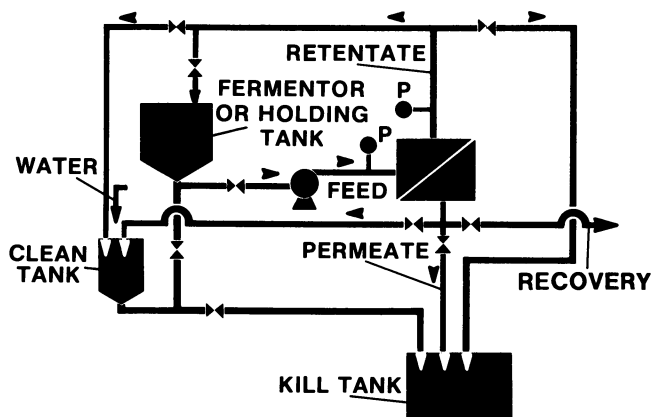 RETENTATE
P
FERMENTOR
OR HOLDING
TANK
P
WATER
FEED
CLEAN
TANK
PERMEATE
RECOVERY
KILL TANK